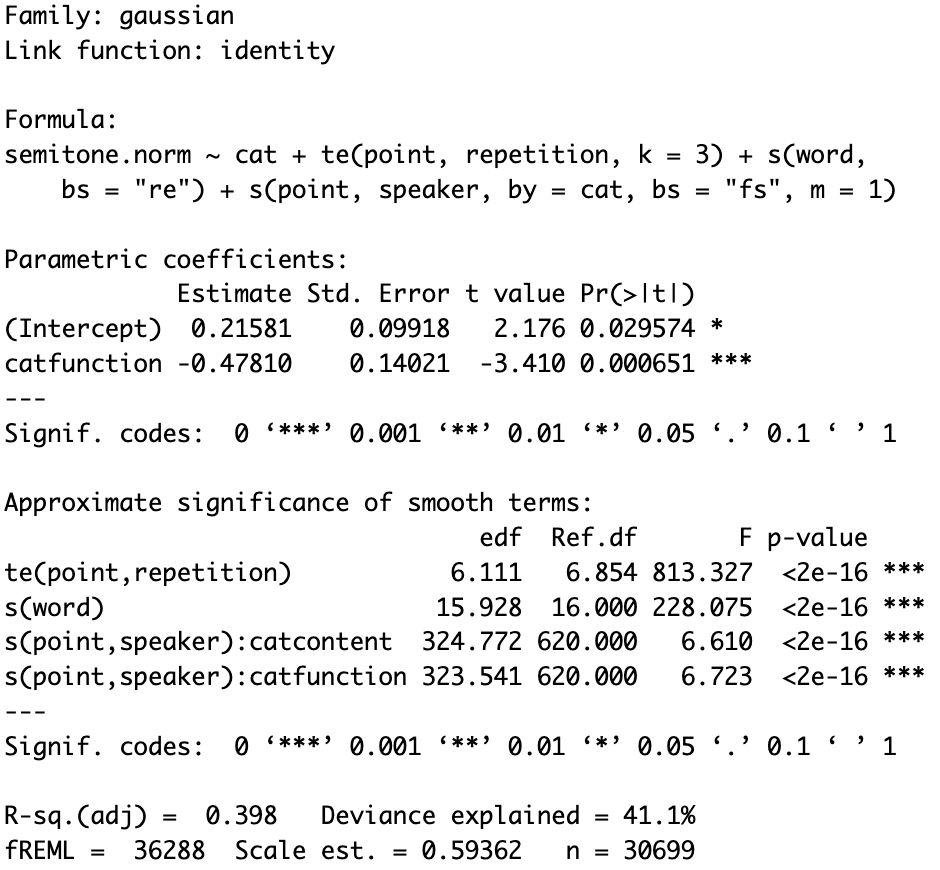 Family: gaussian
Link function: identity

Formula:
semitone.norm ~ cat + te(point, repetition, k = 3) + s(word,
    bs = "re") + s(point, speaker, by = cat, bs = "fs", m = 1)

Parametric coefficients:
            Estimate Std. Error t value Pr(>|t|)
(Intercept)  0.21581    0.09918   2.176 0.029574 *
catfunction -0.47810    0.14021  -3.410 0.000651 ***
---
Signif. codes:  0 ‘***’ 0.001 ‘**’ 0.01 ‘*’ 0.05 ‘.’ 0.1 ‘ ’ 1

Approximate significance of smooth terms:
                                 edf  Ref.df       F p-value
te(point,repetition)           6.111   6.854 813.327  <2e-16 ***
s(word)                       15.928  16.000 228.075  <2e-16 ***
s(point,speaker):catcontent  324.772 620.000   6.610  <2e-16 ***
s(point,speaker):catfunction 323.541 620.000   6.723  <2e-16 ***
---
Signif. codes:  0 ‘***’ 0.001 ‘**’ 0.01 ‘*’ 0.05 ‘.’ 0.1 ‘ ’ 1

R-sq.(adj) =  0.398   Deviance explained = 41.1%
fREML =  36288  Scale est. = 0.59362   n = 30699